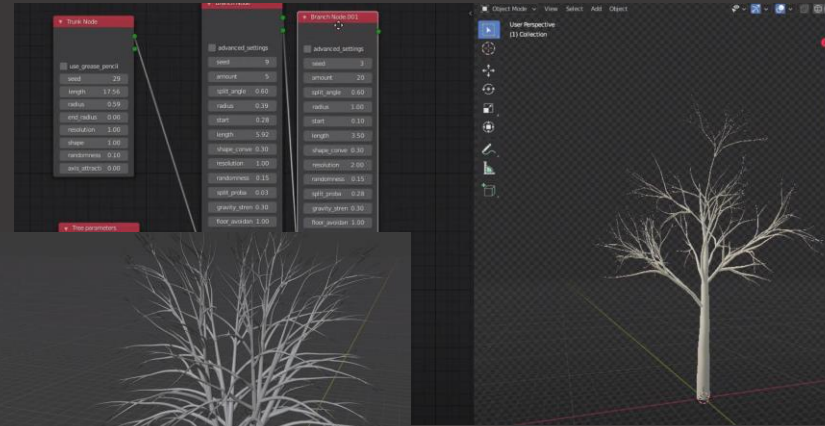 Trunk Node
use_grease_pencil
seed 29
length 17.56
radius 0.59
end_radius 0.00
resolution 1.00
shape 1.00
randomness 0.10
axis_attracti 0.00
Tree parameters
Branch Node
advanced_settings
seed 9
amount 5
split_angle 0.60
radius 0.39
start 0.28
length 5.92
shape_conve 0.30
resolution 1.00
randomness 0.15
split_proba 0.03
gravity_stren 0.30
floor_avoidan 1.00
Branch Node.001
advanced_settings
seed 3
amount 20
split_angle 0.60
radius 1.00
start 0.10
length 3.50
shape_conve 0.30
resolution 2.00
randomness 0.15
split_proba 0.28
gravity_stren 0.30
floor_avoidan 1.00
Object Mode View Select Add Object
User Perspective
(1) Collection